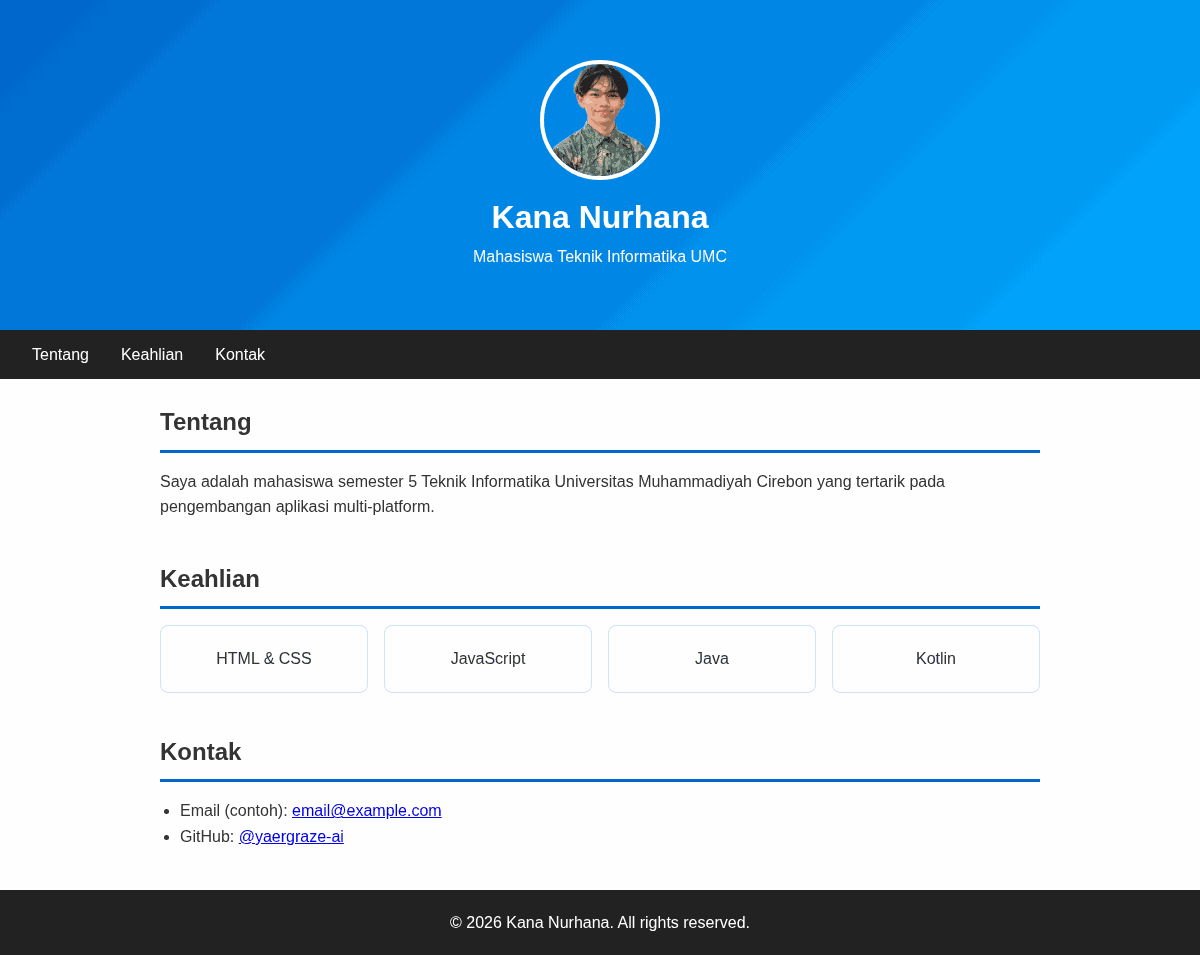 Kana Nurhana
Mahasiswa Teknik Informatika UMC
Tentang
Keahlian
Kontak
Tentang
Saya adalah mahasiswa semester 5 Teknik Informatika Universitas Muhammadiyah Cirebon yang tertarik pada
pengembangan aplikasi multi-platform.
Keahlian
HTML & CSS
JavaScript
Java
Kotlin
Kontak
Email (contoh): email@example.com
GitHub: @yaergraze-ai
© 2026 Kana Nurhana. All rights reserved.